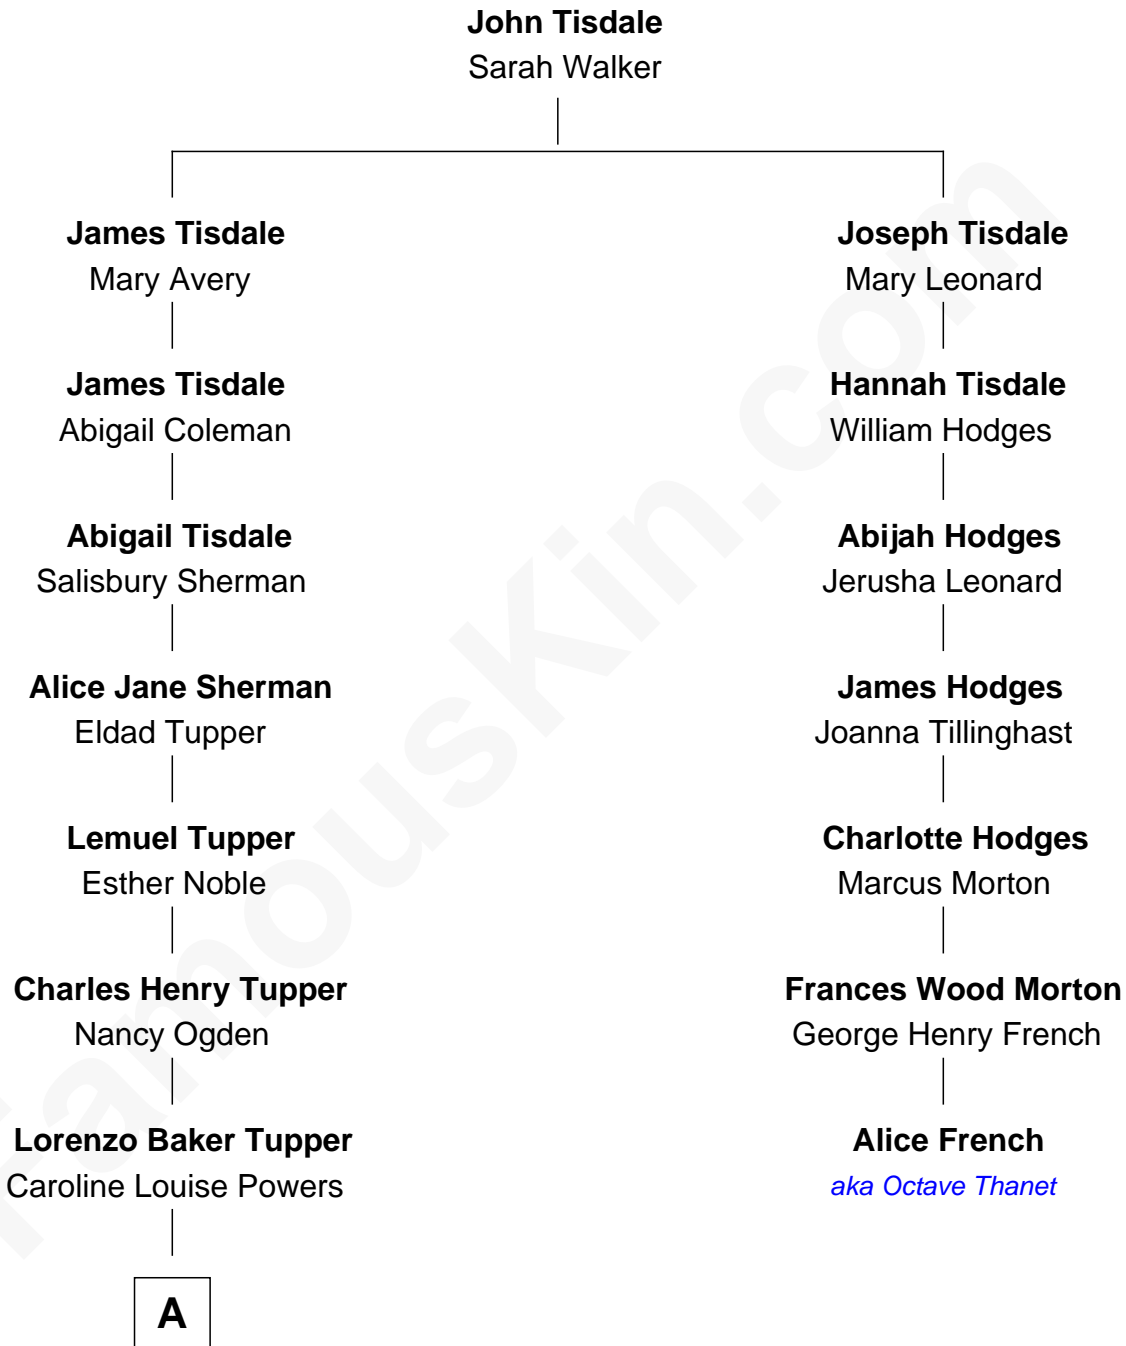 John Tisdale
Sarah Walker
James Tisdale
Mary Avery
Joseph Tisdale
Mary Leonard
James Tisdale
Abigail Coleman
Hannah Tisdale
William Hodges
Abigail Tisdale
Salisbury Sherman
Abijah Hodges
Jerusha Leonard
Alice Jane Sherman
Eldad Tupper
James Hodges
Joanna Tillinghast
Lemuel Tupper
Esther Noble
Charlotte Hodges
Marcus Morton
Charles Henry Tupper
Nancy Ogden
Frances Wood Morton
George Henry French
Lorenzo Baker Tupper
Caroline Louise Powers
Alice French
aka Octave Thanet
A
FamousKin.com